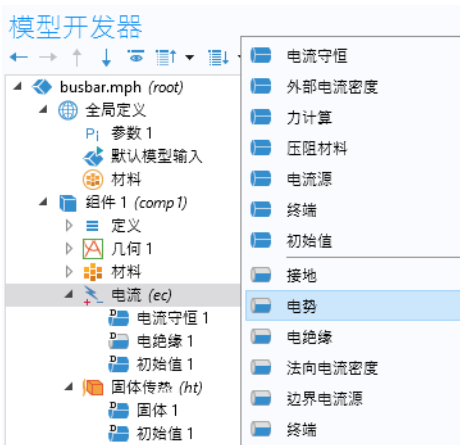 模型开发器
busbar.mph (root)
全局定义
Pi 参数 1
默认模型输入
材料
组件 1 (comp1)
定义
几何 1
材料
电流 (ec)
电流守恒 1
电绝缘 1
初始值 1
固体传热 (ht)
固体 1
初始值 1
电流守恒
外部电流密度
力计算
压阻材料
电流源
终端
初始值
接地
电势
电绝缘
法向电流密度
边界电流源
终端